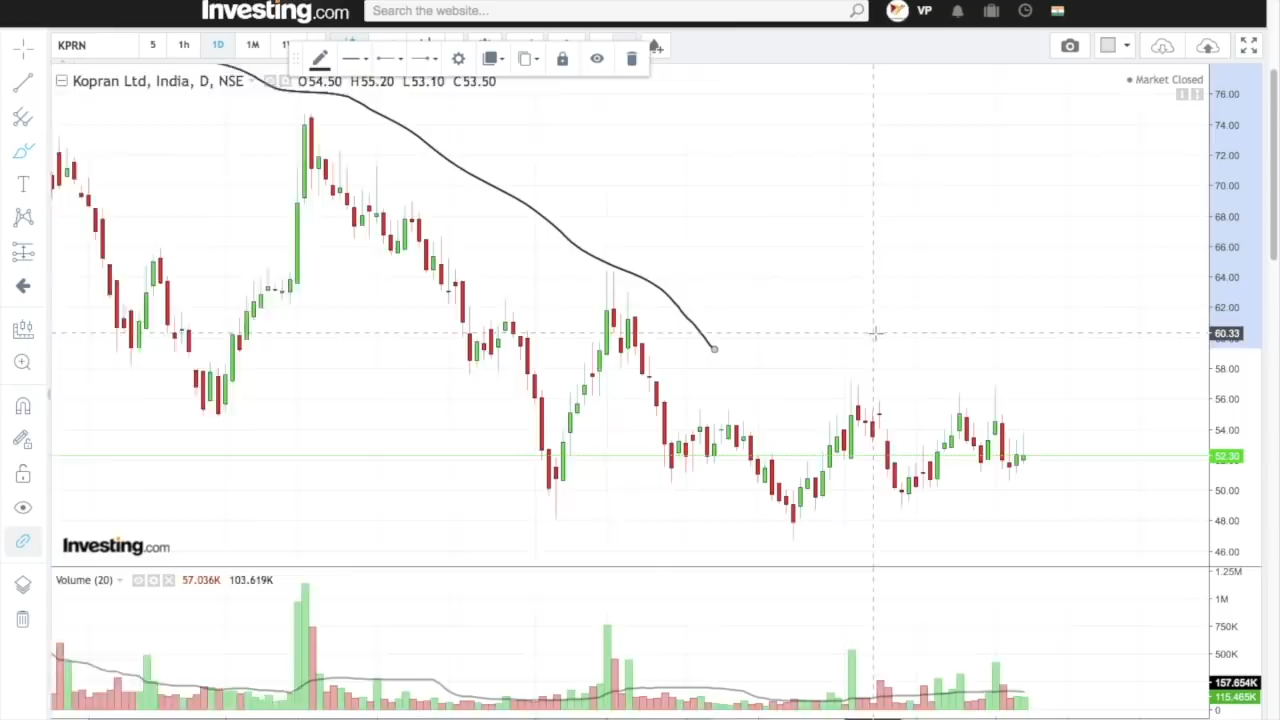 Investing.com
Search the website...
VP
KPRN
5
1h
1D
1M
Kopran Ltd, India, D, NSE
O54.50 H55.20 L53.10 C53.50
Market Closed
76.00
74.00
72.00
70.00
68.00
66.00
64.00
62.00
60.33
58.00
56.00
54.00
52.30
50.00
48.00
46.00
Investing.com
Volume (20)
57.036K
103.619K
1.25M
1M
750K
500K
157.654K
115.465K
0